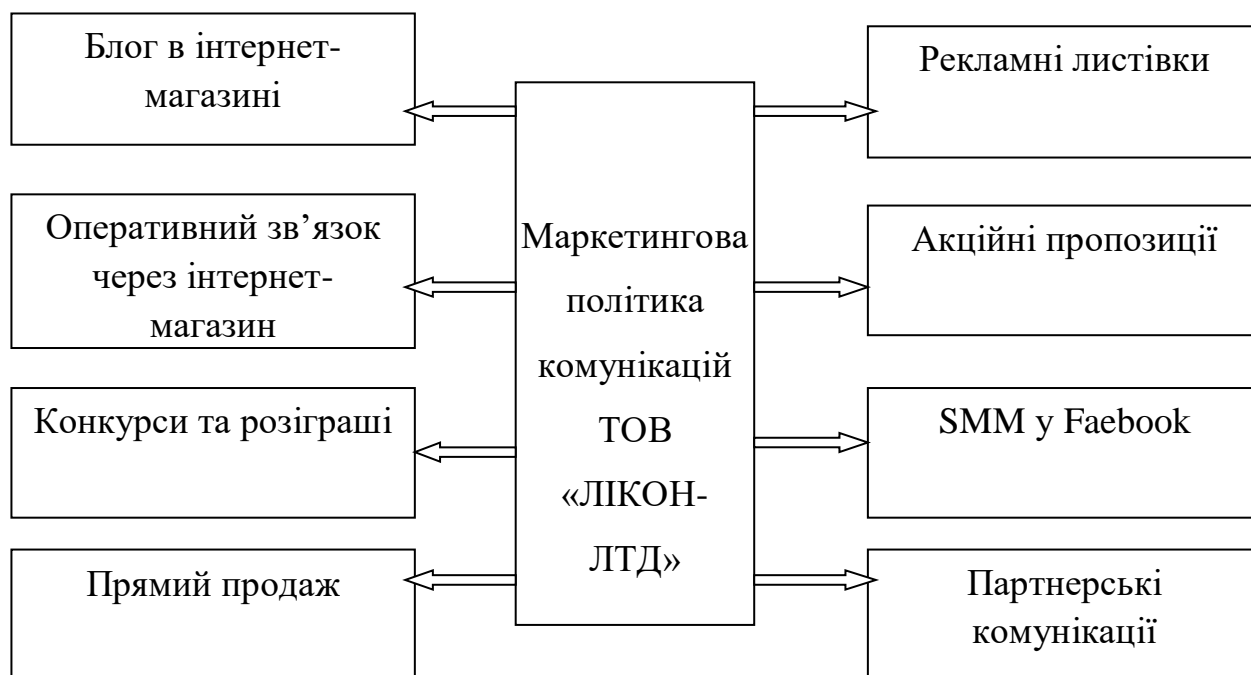 Блог в інтернет-
магазині
Оперативний зв’язок
через інтернет-
магазин
Конкурси та розіграші
Прямий продаж
Маркетингова
політика
комунікацій
ТОВ
«ЛІКОН-
ЛТД»
Рекламні листівки
Акційні пропозиції
SMM у Faebook
Партнерські
комунікації